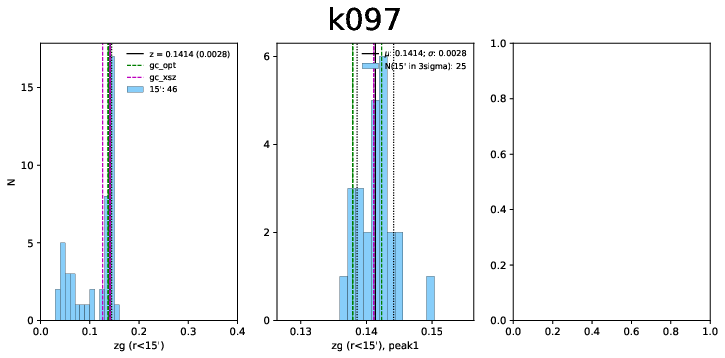 k097
z = 0.1414 (0.0028)
gc_opt
gc_xsz
15': 46
N
0
5
10
15
0.0 0.1 0.2 0.3 0.4
zg (r<15')
μ: 0.1414; σ: 0.0028
N(15' in 3sigma): 25
0
2
4
6
0.13 0.14 0.15
zg (r<15'), peak1
1.0
0.8
0.6
0.4
0.2
0.0
0.0 0.2 0.4 0.6 0.8 1.0